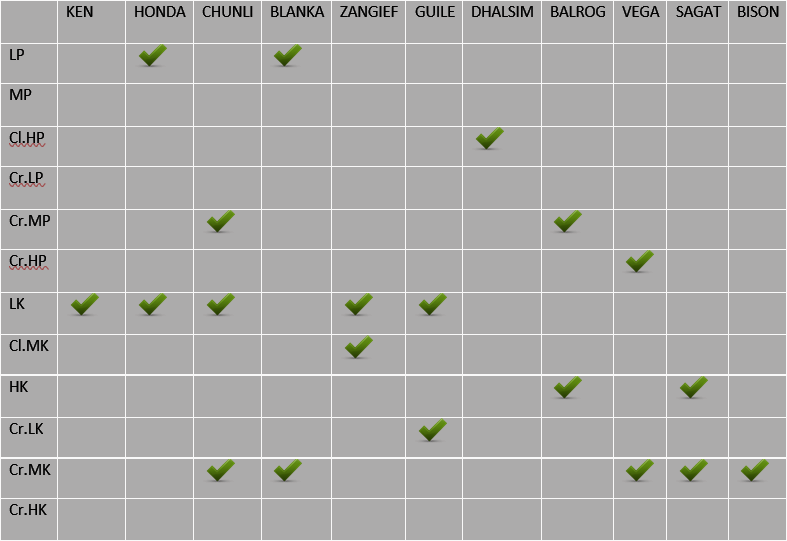 KEN HONDA CHUNLI BLANKA ZANGIEF GUILE DHALSIM BALROG VEGA SAGAT BISON
LP
MP
Cl.HP
Cr.LP
Cr.MP
Cr.HP
LK
Cl.MK
HK
Cr.LK
Cr.MK
Cr.HK